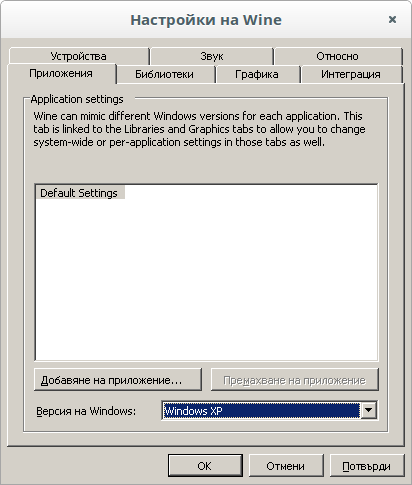 Настройки на Wine
Устройства Звук Относно
Приложения Библиотеки Графика Интеграция
Application settings
Wine can mimic different Windows versions for each application. This
tab is linked to the Libraries and Graphics tabs to allow you to change
system-wide or per-application settings in those tabs as well.
Default Settings
Добавяне на приложение... Премахване на приложение
Версия на Windows: Windows XP
OK Отмени Потвърди